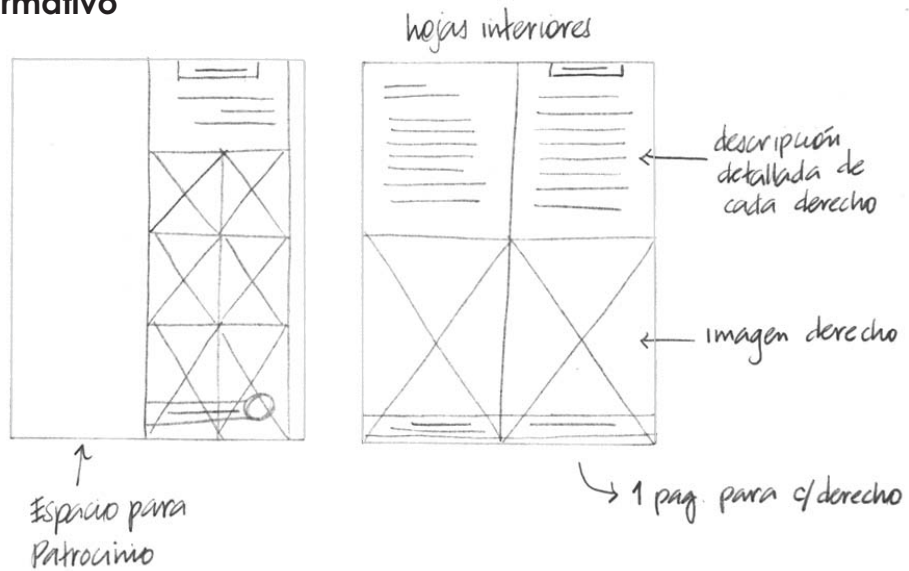 rmativo
hojas interiores
descripción
detallada de
cada derecho
imagen derecho
1 pag. para c/derecho
Espacio para
Patrocinio